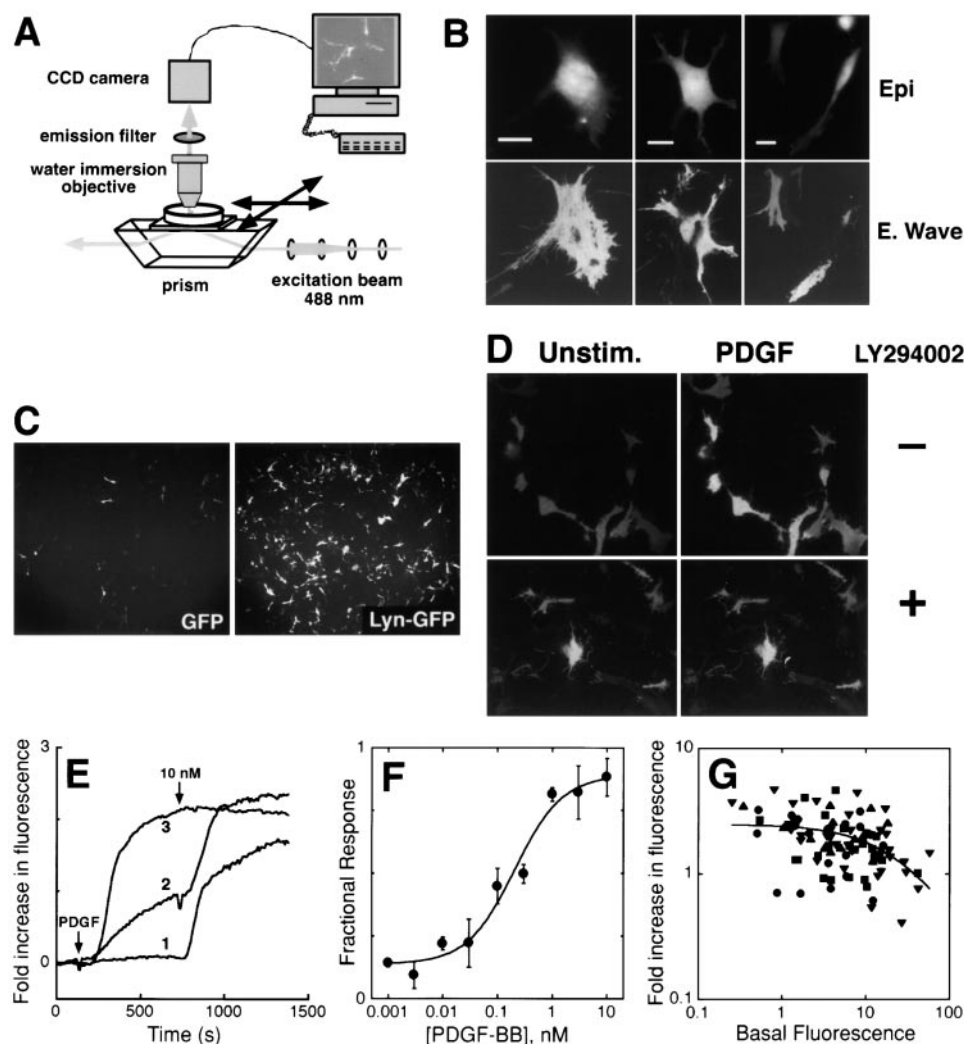 A
CCD camera
emission filter
water immersion
objective
prism
excitation beam
488 nm
B
Epi
E. Wave
C
GFP
Lyn-GFP
D
Unstim.
PDGF
LY294002
−
+
E
Fold increase in fluorescence
3
0
PDGF
10 nM
3
2
1
0 500 1000 1500
Time (s)
F
Fractional Response
1
0
0.001 0.01 0.1 1 10
[PDGF-BB], nM
G
Fold increase in fluorescence
10
1
0.1
0.1 1 10 100
Basal Fluorescence